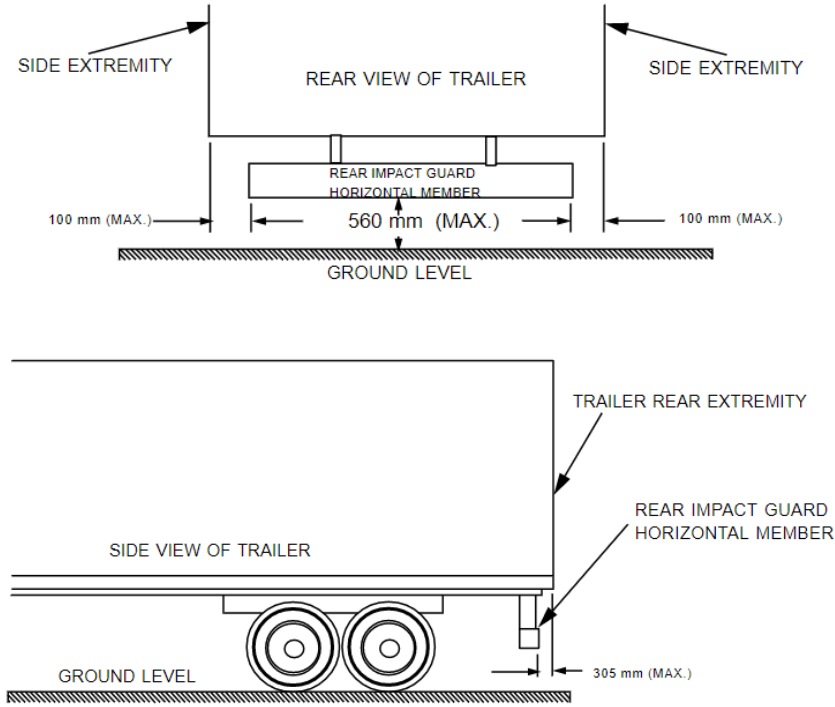 SIDE EXTREMITY
REAR VIEW OF TRAILER
SIDE EXTREMITY
REAR IMPACT GUARD
HORIZONTAL MEMBER
100 mm (MAX.)
560 mm (MAX.)
100 mm (MAX.)
GROUND LEVEL
TRAILER REAR EXTREMITY
REAR IMPACT GUARD
HORIZONTAL MEMBER
SIDE VIEW OF TRAILER
GROUND LEVEL
305 mm (MAX.)